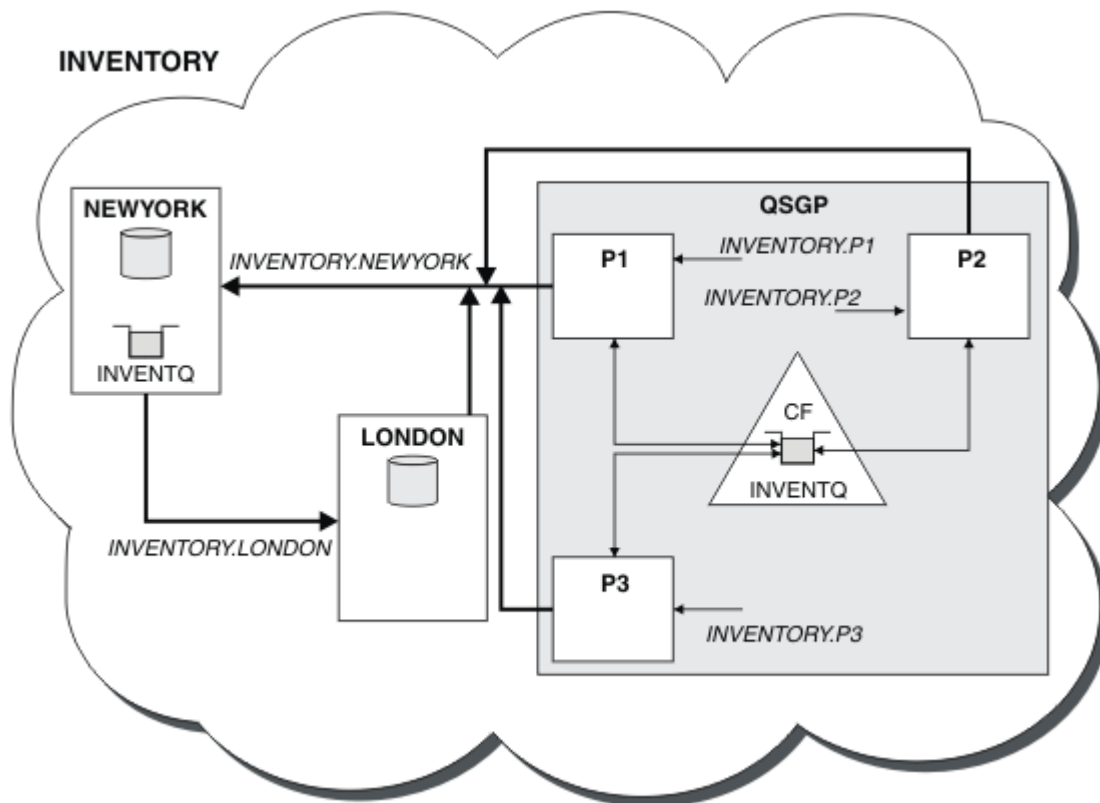 INVENTORY
NEWYORK
INVENTQ
INVENTORY.NEWYORK
LONDON
INVENTORY.LONDON
QSGP
P1
INVENTORY.P1
P2
INVENTORY.P2
CF
INVENTQ
P3
INVENTORY.P3